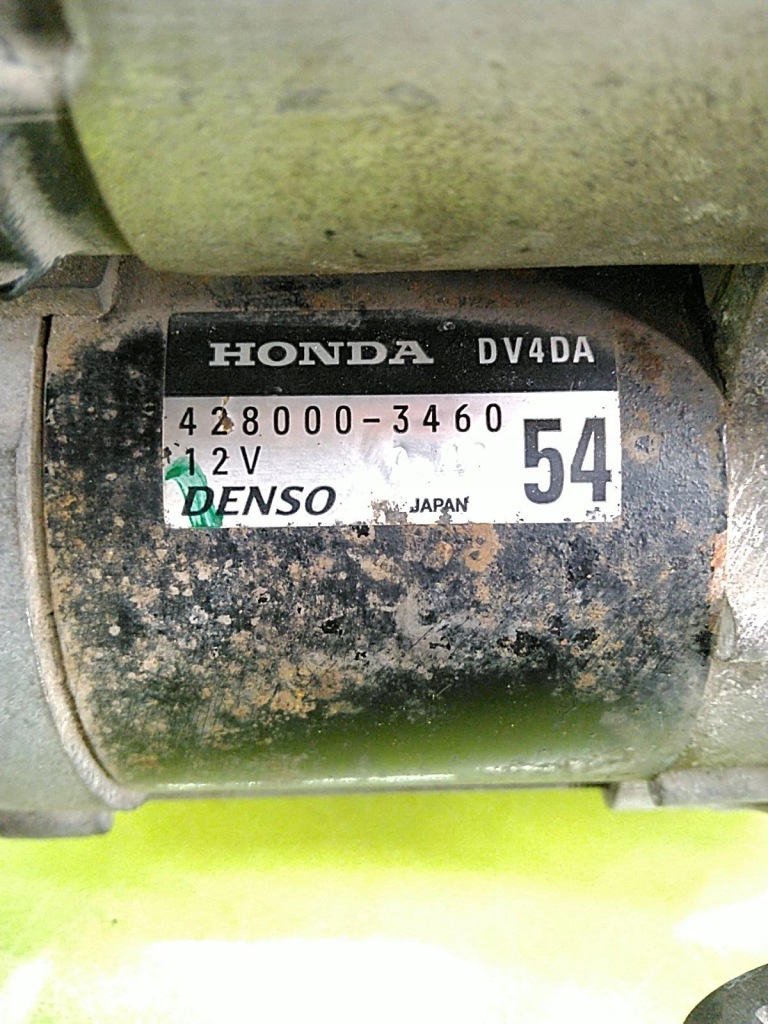 HONDA DV4DA
428000-3460
12V
54
DENSO JAPAN